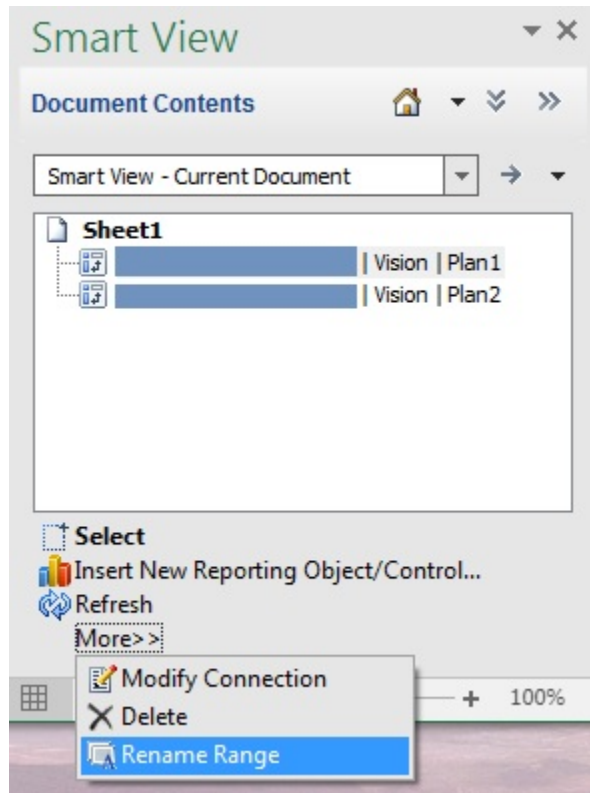 Smart View
Document Contents
Smart View - Current Document
Sheet1
| Vision | Plan1
| Vision | Plan2
Select
Insert New Reporting Object/Control...
Refresh
More>>
Modify Connection
100%
Delete
Rename Range